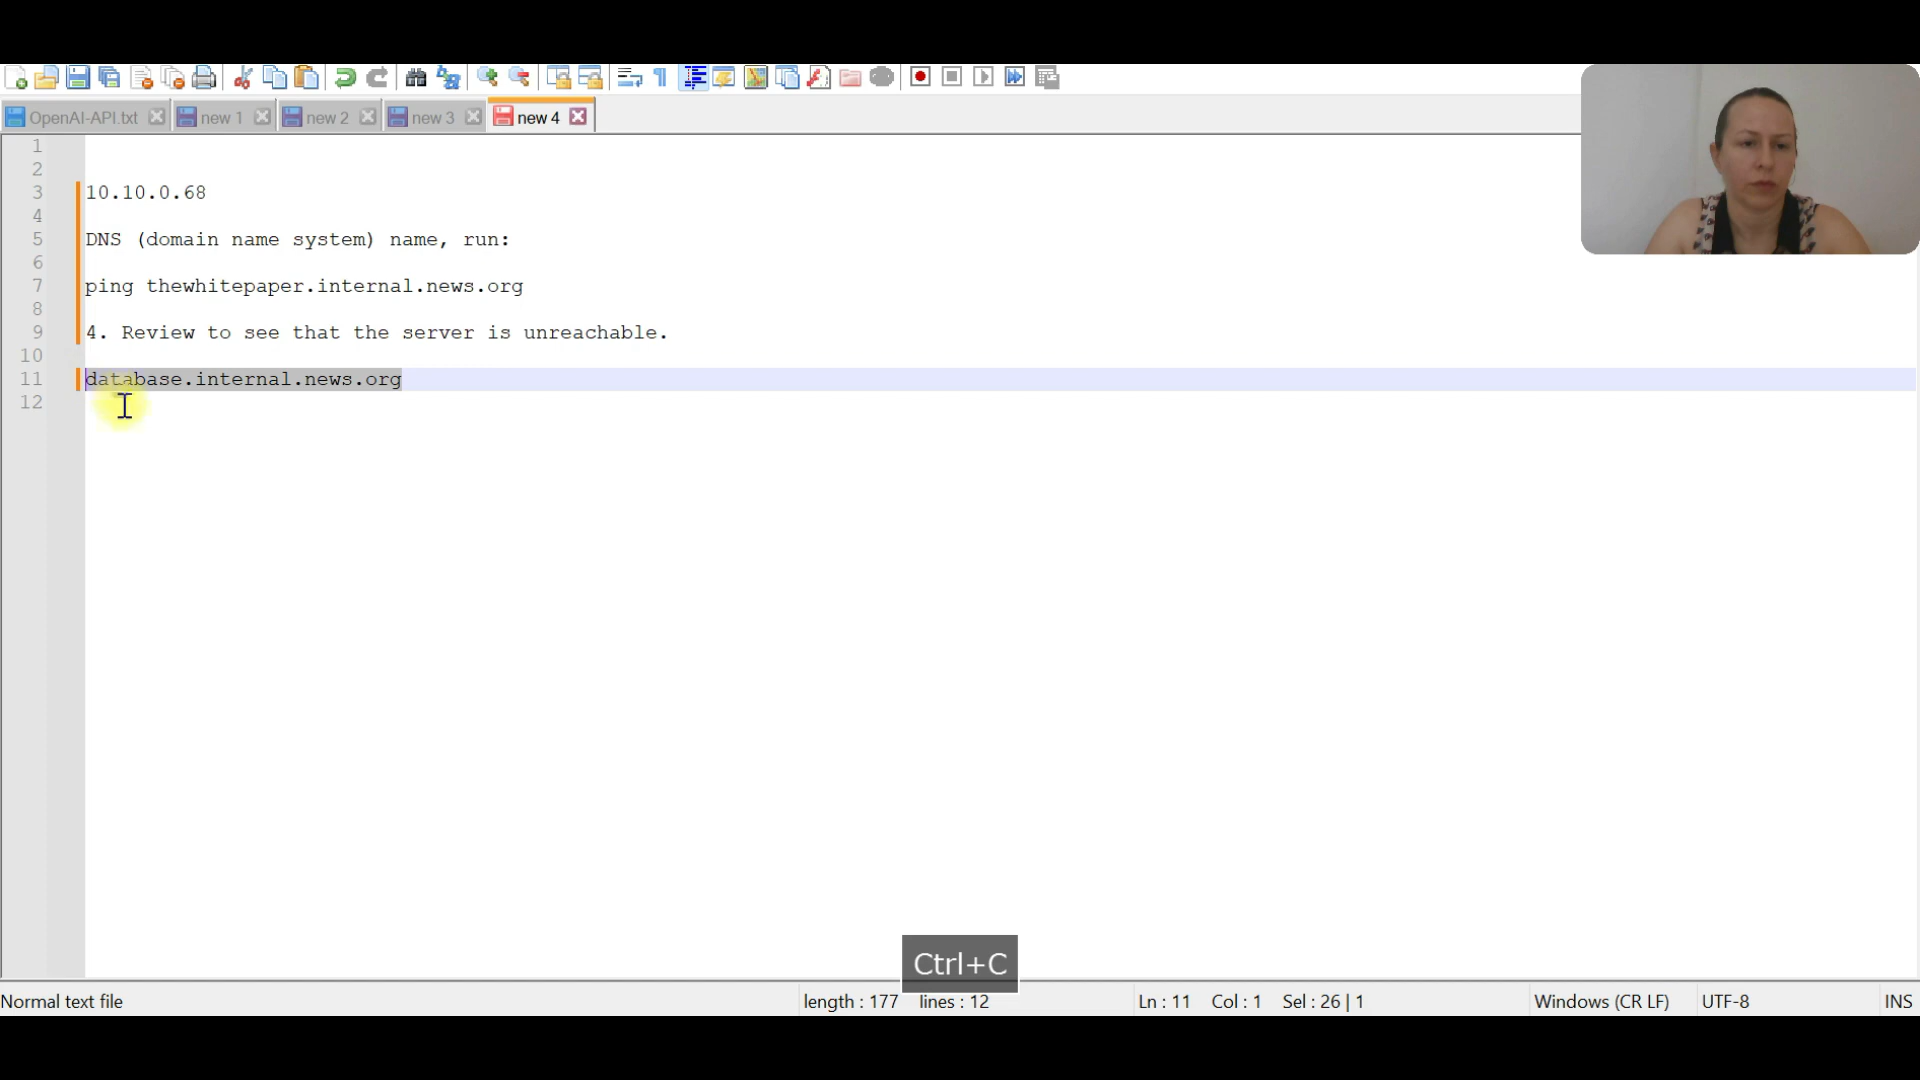 OpenAI-API.txt new 1 new 2 new 3 new 4
1
2
3 10.10.0.68
4
5 DNS (domain name system) name, run:
6
7 ping thewhitepaper.internal.news.org
8
9 4. Review to see that the server is unreachable.
10
11 database.internal.news.org
12
Ctrl+C
Normal text file length : 177 lines : 12 Ln : 11 Col : 1 Sel : 26 | 1 Windows (CR LF) UTF-8 INS